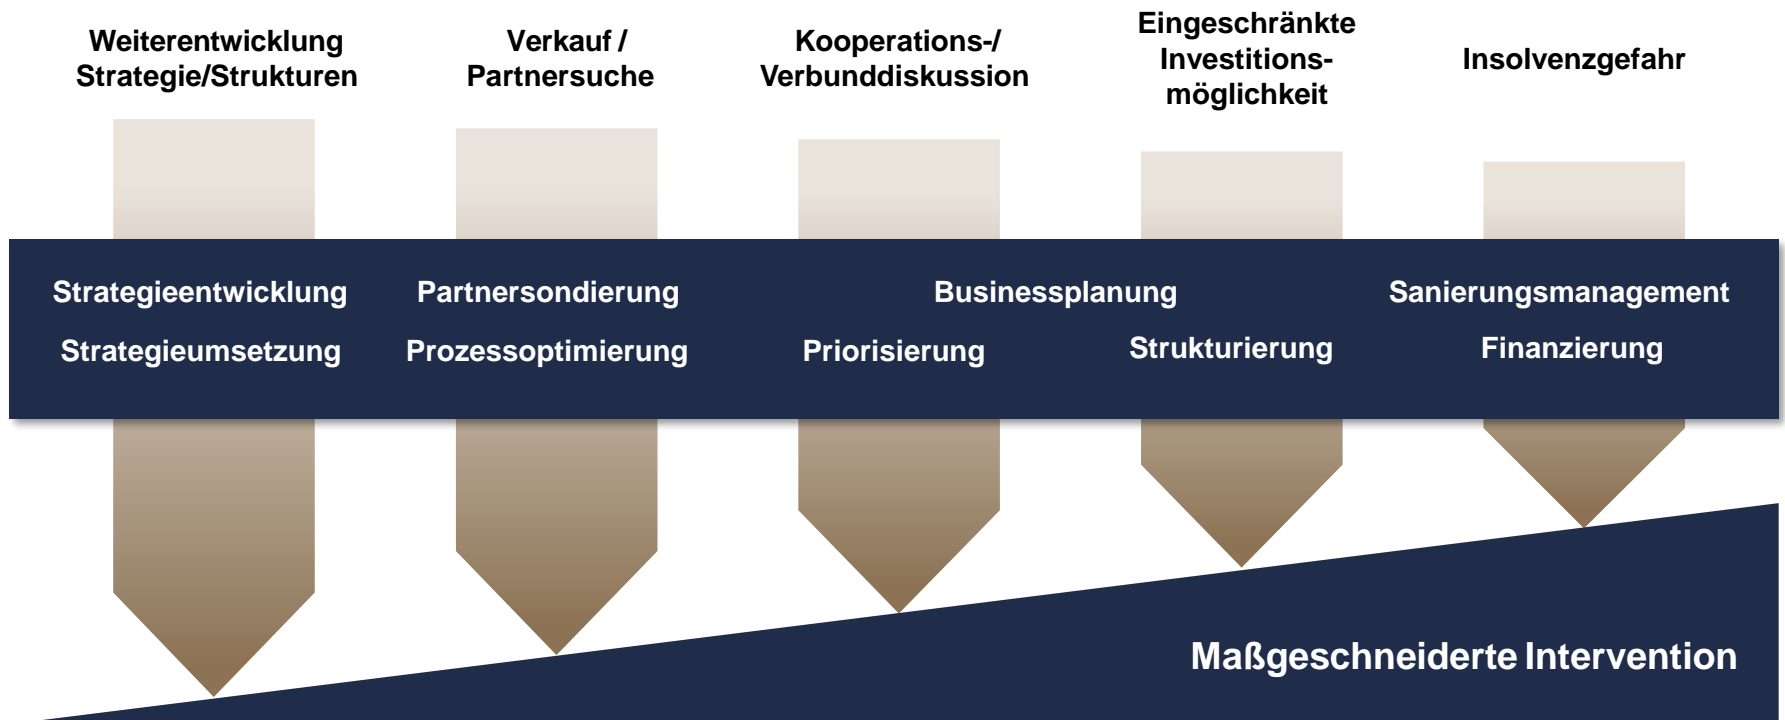 Weiterentwicklung
Strategie/Strukturen
Verkauf /
Partnersuche
Kooperations-/
Verbunddiskussion
Eingeschränkte
Investitions-
möglichkeit
Insolvenzgefahr
Strategieentwicklung
Partnersondierung
Businessplanung
Sanierungsmanagement
Strategieumsetzung
Prozessoptimierung
Priorisierung
Strukturierung
Finanzierung
Maßgeschneiderte Intervention